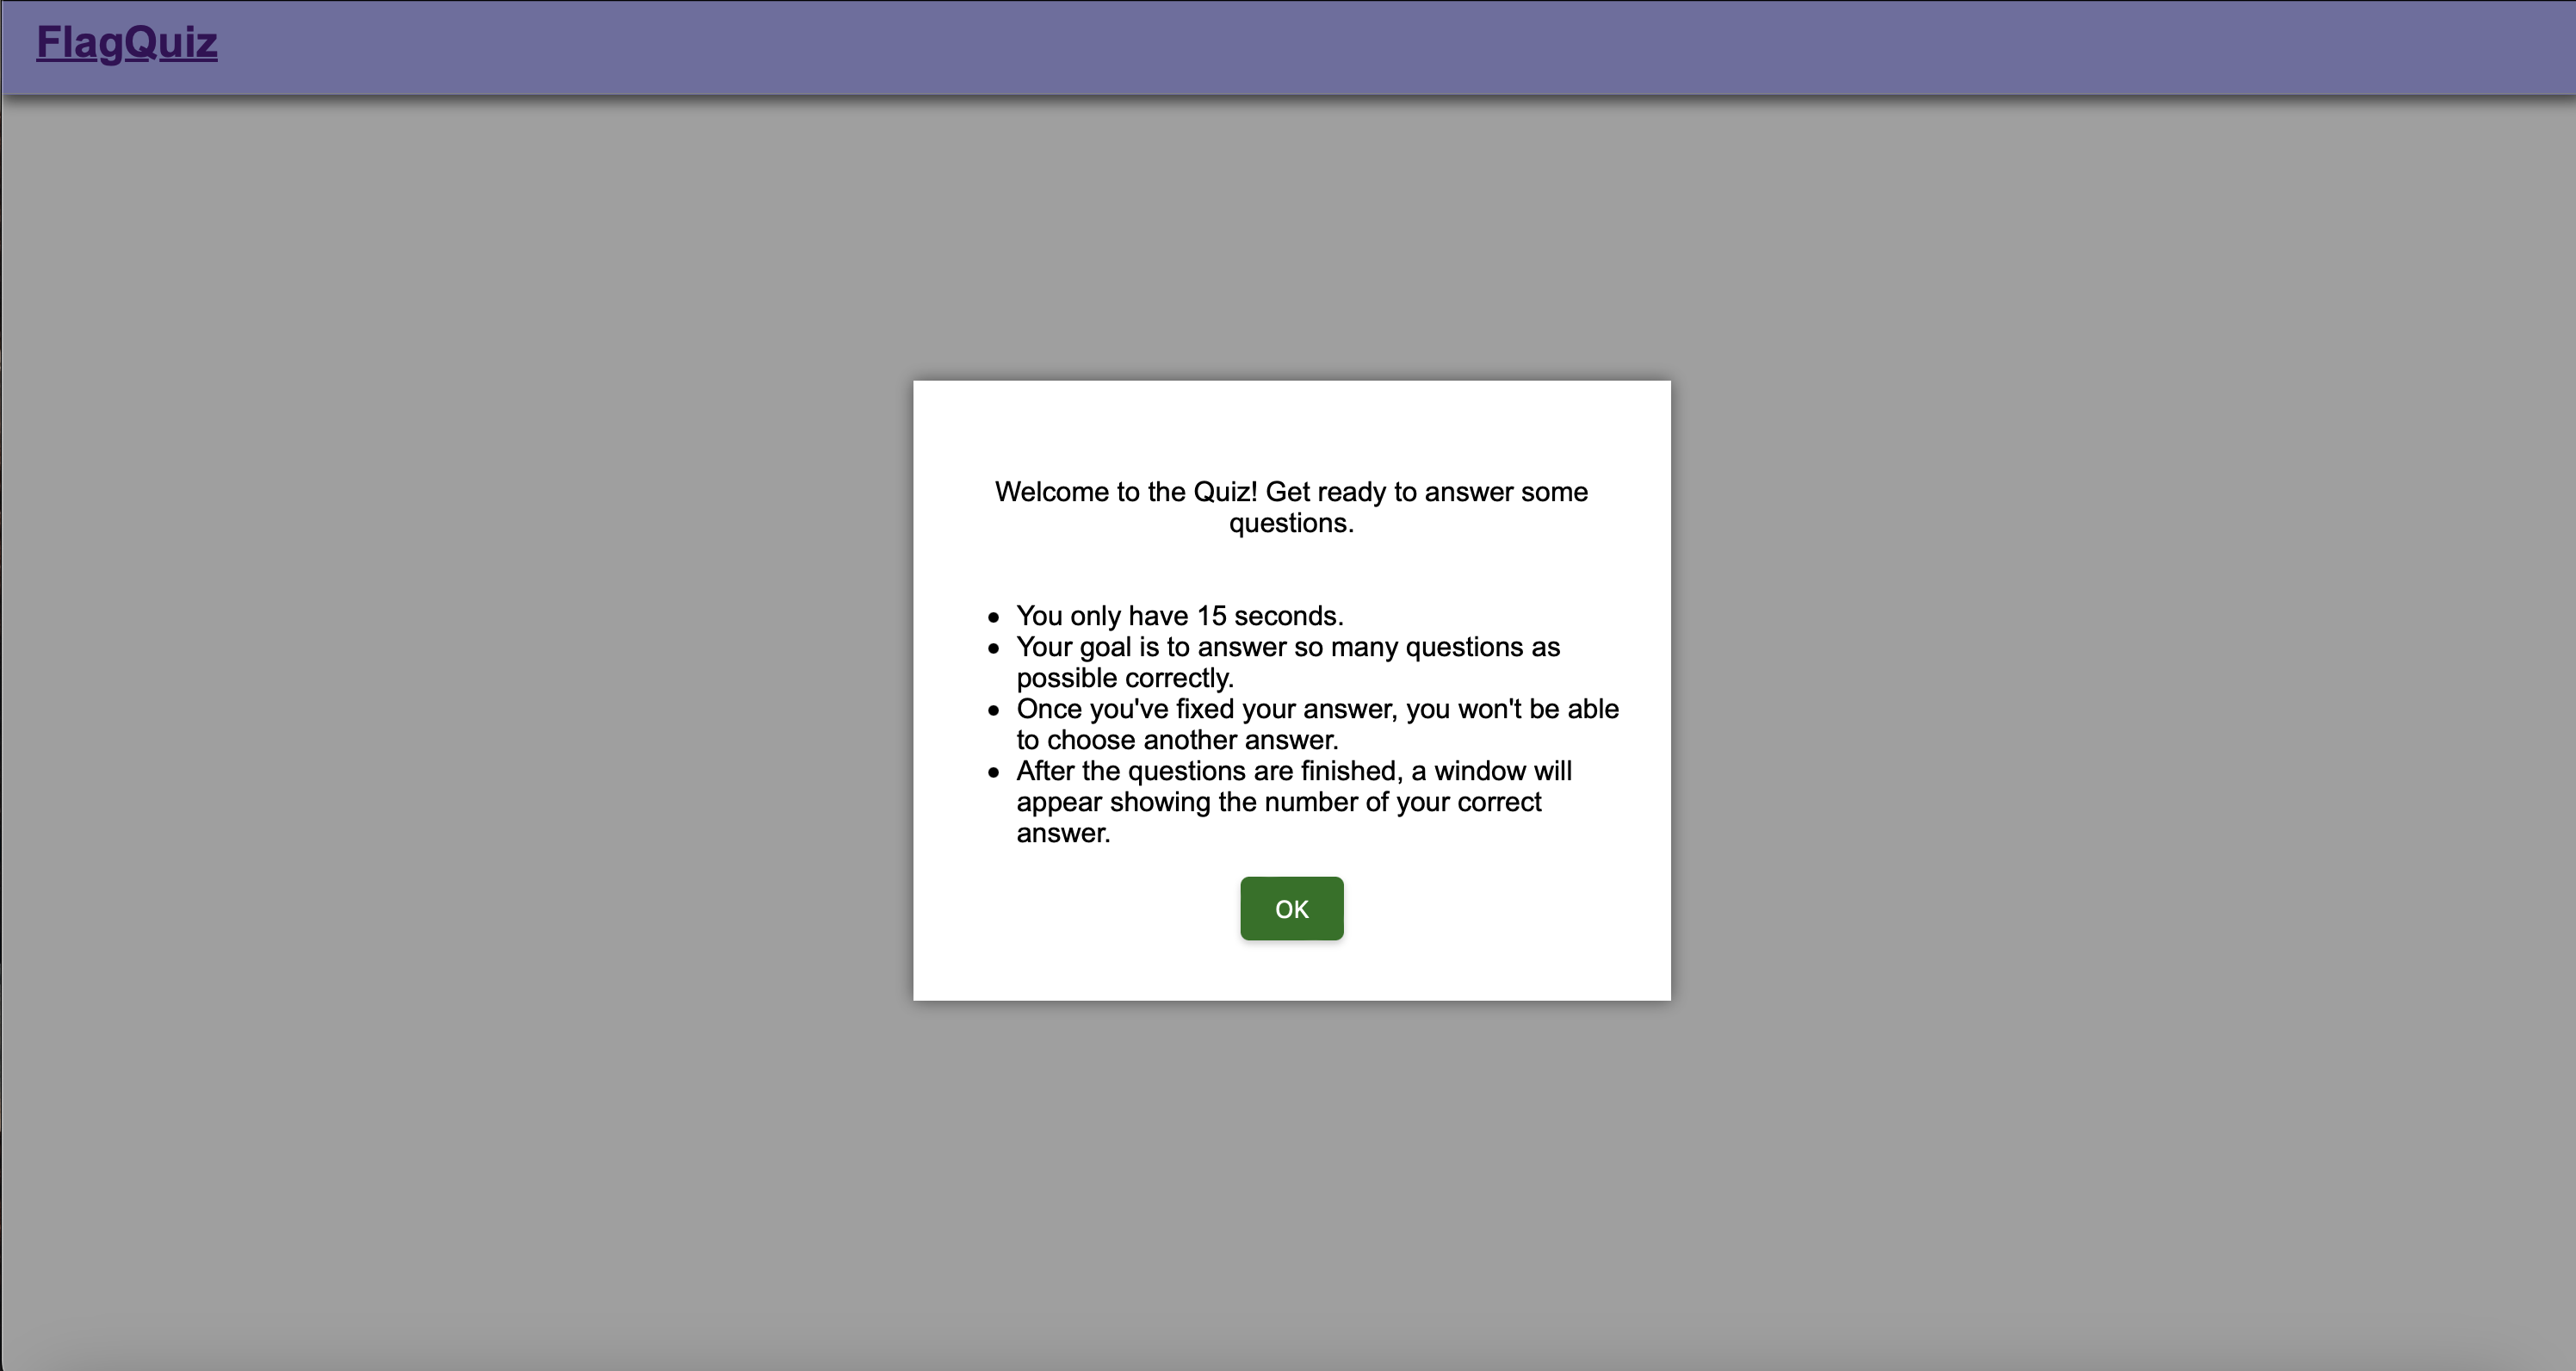 FlagQuiz
Welcome to the Quiz! Get ready to answer some
questions.
• You only have 15 seconds.
• Your goal is to answer so many questions as
possible correctly.
• Once you've fixed your answer, you won't be able
to choose another answer.
• After the questions are finished, a window will
appear showing the number of your correct
answer.
OK